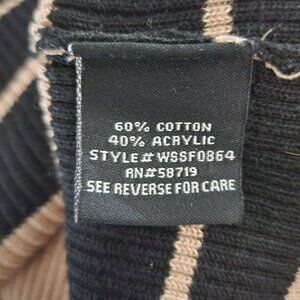 60% COTTON
40% ACRYLIC
STYLE# WSSF0864
RN#58719
SEE REVERSE FOR CARE